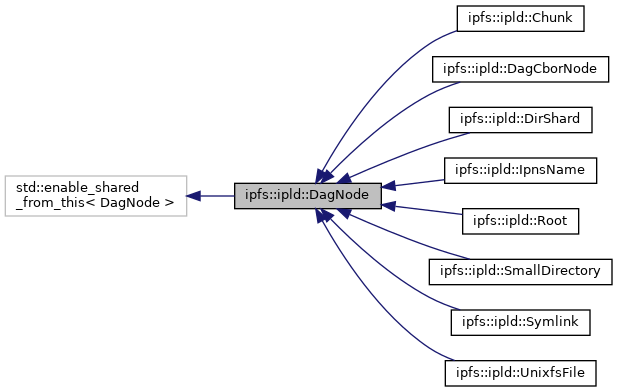 std::enable_shared
_from_this< DagNode >
ipfs::ipld::DagNode
ipfs::ipld::Chunk
ipfs::ipld::DagCborNode
ipfs::ipld::DirShard
ipfs::ipld::IpnsName
ipfs::ipld::Root
ipfs::ipld::SmallDirectory
ipfs::ipld::Symlink
ipfs::ipld::UnixfsFile